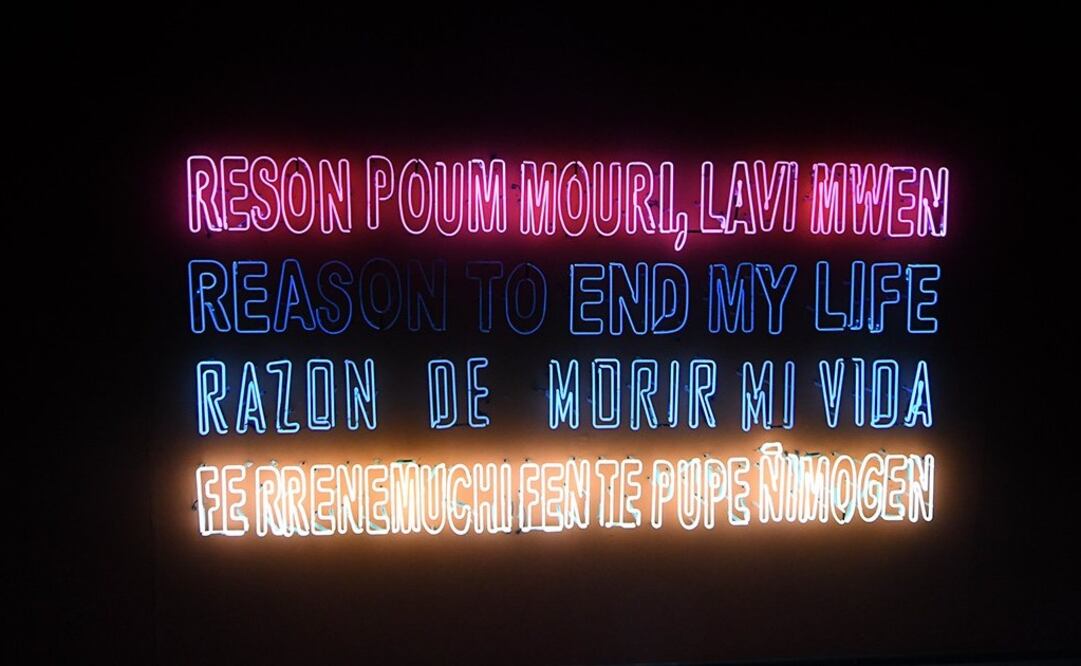 RESON POUM MOURI, LAVI MWEN
REASON TO END MY LIFE
RAZON DE MORIR MI VIDA
FE RRENEMUCHI FEN TE PUPE ÑIMOGEN